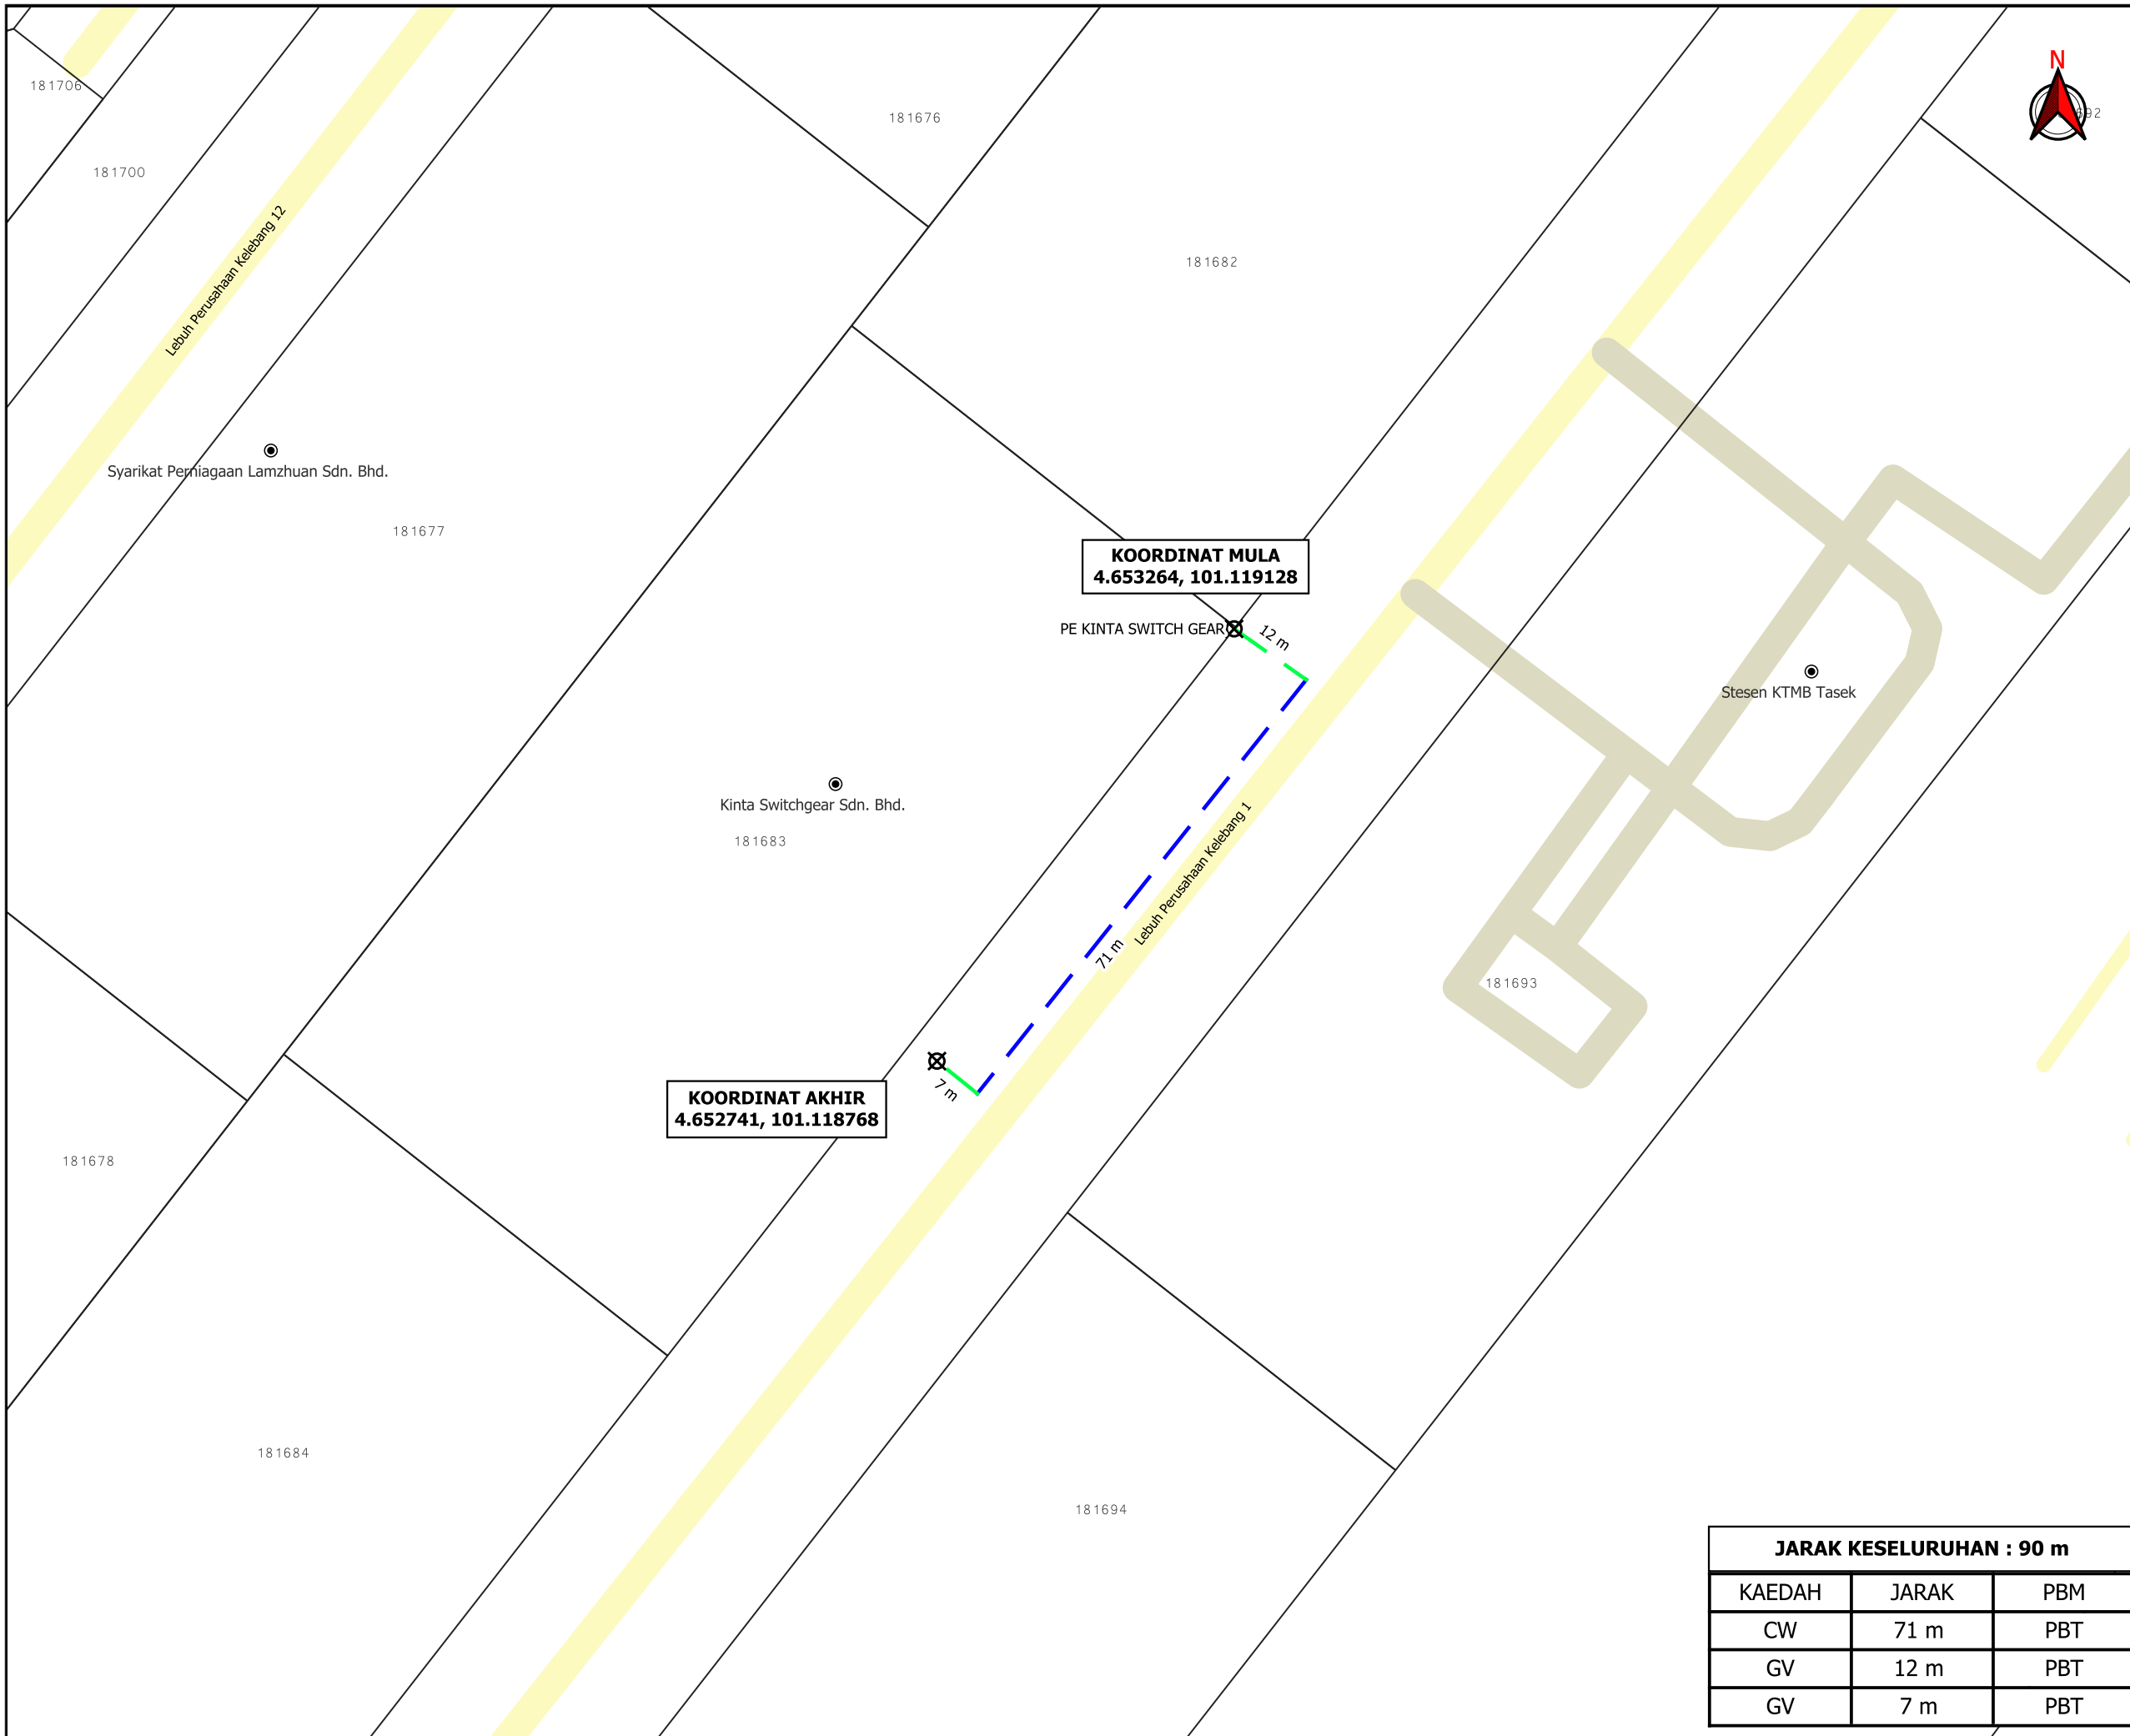 N
181706
181676
181700
181682
Lebuh Perusahaan Kelebang 12
Syarikat Perniagaan Lamzhuan Sdn. Bhd.
181677
KOORDINAT MULA
4.653264, 101.119128
PE KINTA SWITCH GEAR
12 m
Stesen KTMB Tasek
Kinta Switchgear Sdn. Bhd.
181683
Lebuh Perusahaan Kelebang 1
71 m
181693
7 m
KOORDINAT AKHIR
4.652741, 101.118768
181678
181684
181694
JARAK KESELURUHAN : 90 m
KAEDAH JARAK PBM
CW 71 m PBT
GV 12 m PBT
GV 7 m PBT